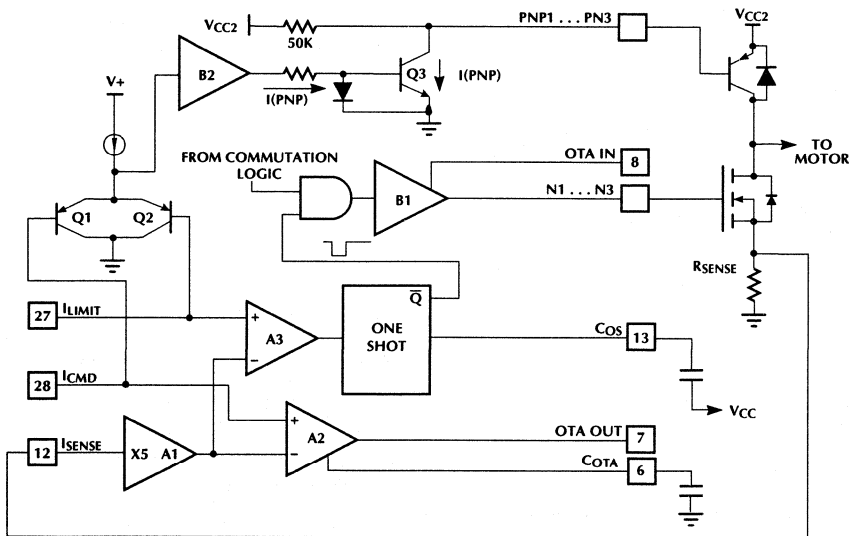 VCC2
PNP1 . . . PN3
VCC2
50K
B2
Q3
I(PNP)
V+
I(PNP)
FROM COMMUTATION
LOGIC
OTA IN
8
TO
MOTOR
B1
N1 . . . N3
Q1
Q2
RSENSE
27
ILIMIT
A3
Q
ONE
SHOT
COS
13
28
ICMD
VCC
12
ISENSE
X5 A1
A2
OTA OUT
7
COTA
6